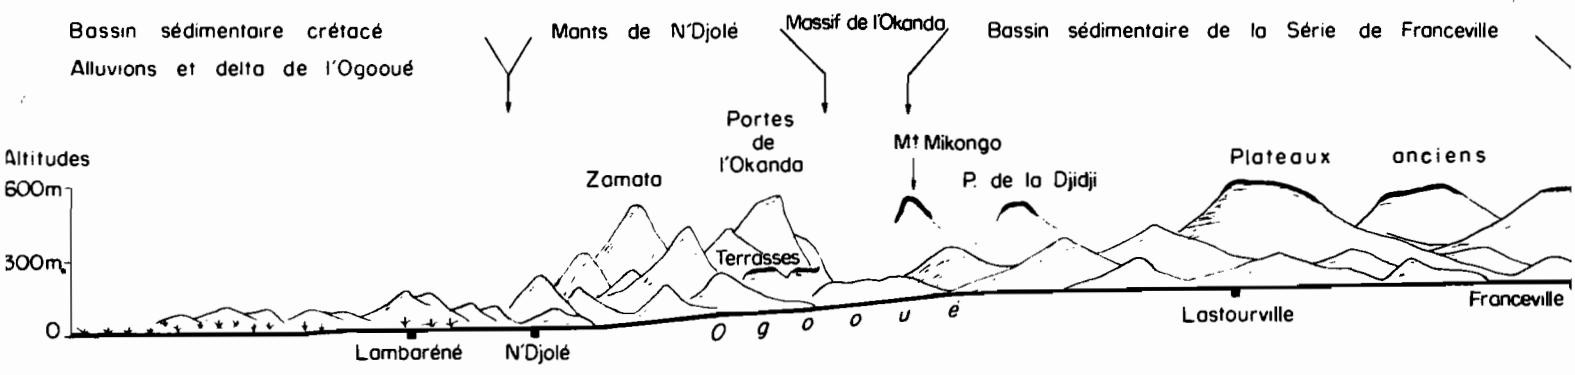 Bassin sédimentaire crétacé
Alluvions et delta de l'Ogooué
Monts de N'Djolé
Massif de l'Okanda
Bassin sédimentaire de la Série de Franceville
Portes
de
l'Okanda
Mt Mikongo
Altitudes
Zamata
P. de la Djidji
Plateaux anciens
600m
300m
Terrasses
0
Ogooué
Lambaréné
N'Djolé
Lastourville
Franceville